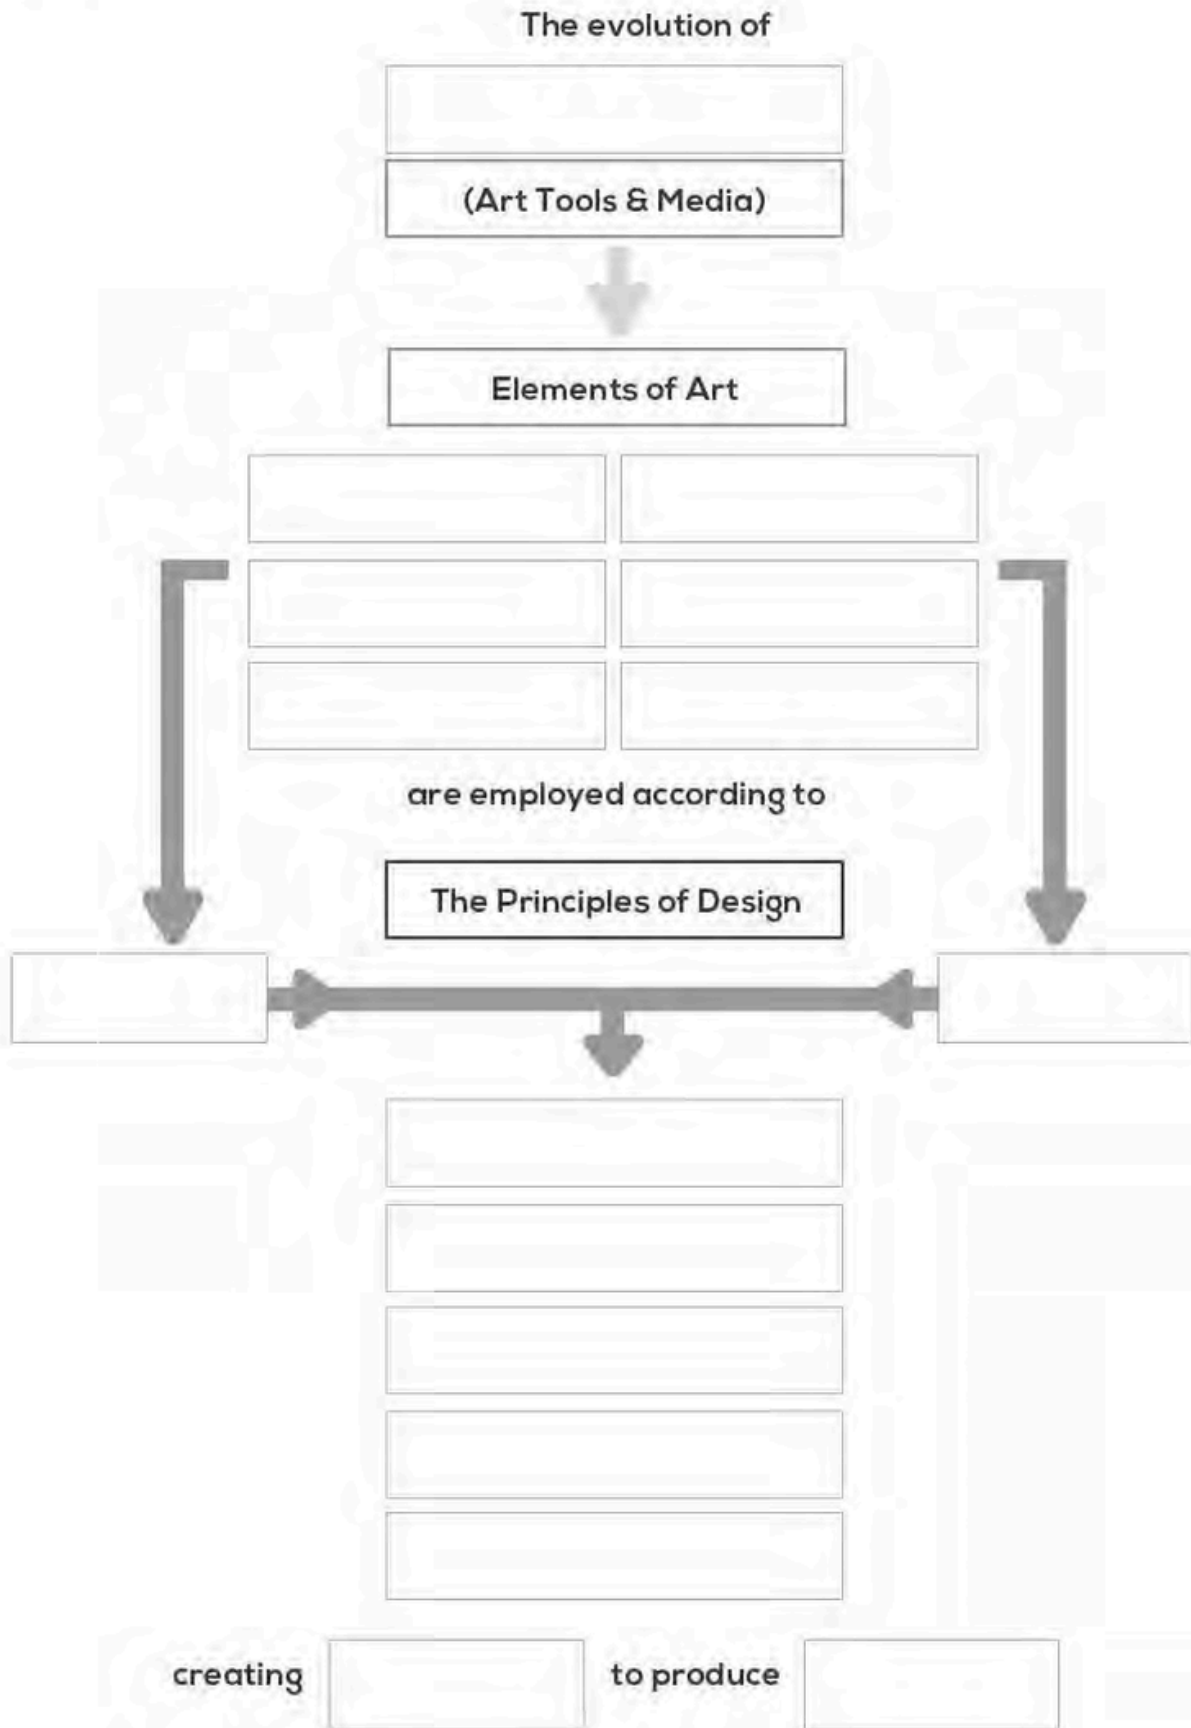 The evolution of
(Art Tools & Media)
Elements of Art
are employed according to
The Principles of Design
creating
to produce